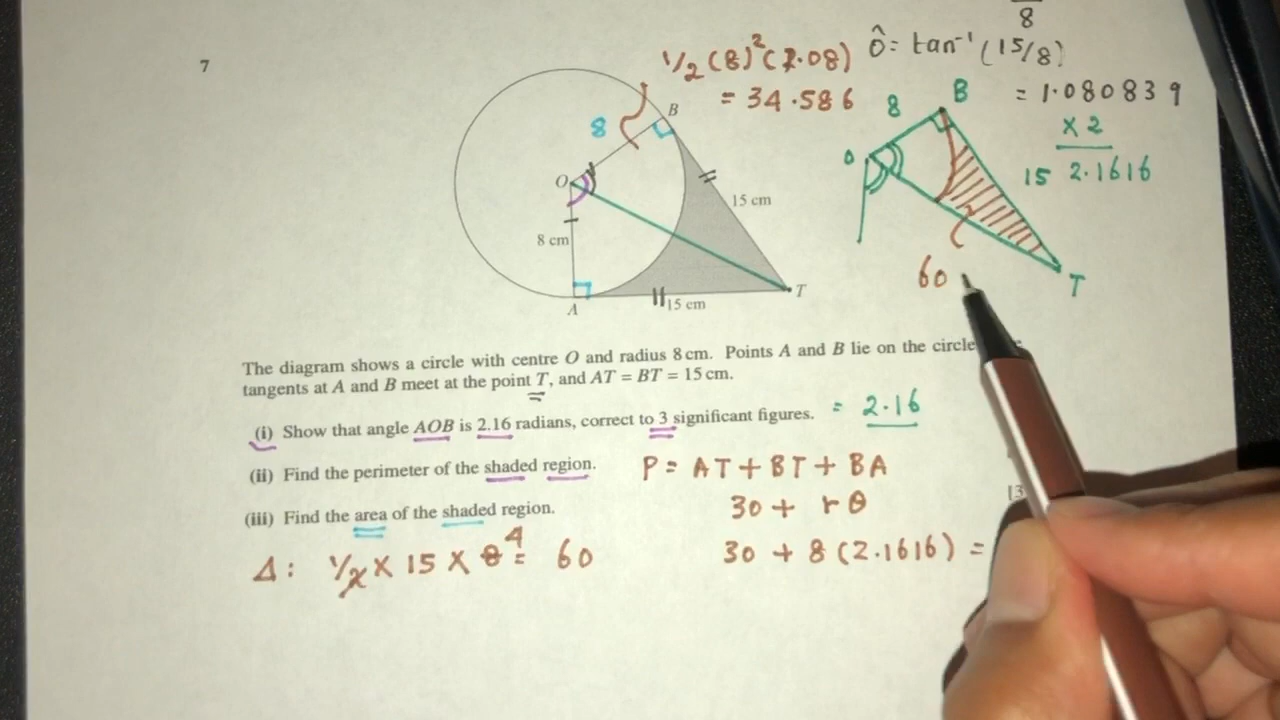 7
8
Ô = tan⁻¹ (15/8)
= 1.080839
X 2
2.1616
1/2 (8)² (1.08)
= 34.586
8
B
O
8 cm
15 cm
A
15 cm
T
8
B
O
15
60
T
The diagram shows a circle with centre O and radius 8 cm. Points A and B lie on the circle
tangents at A and B meet at the point T, and AT = BT = 15 cm.
(i) Show that angle AOB is 2.16 radians, correct to 3 significant figures.
= 2.16
(ii) Find the perimeter of the shaded region.
P = AT + BT + BA
30 + rθ
30 + 8 (2.1616) =
(iii) Find the area of the shaded region.
Δ : 1/2 X 15 X 8 4 = 60
[3